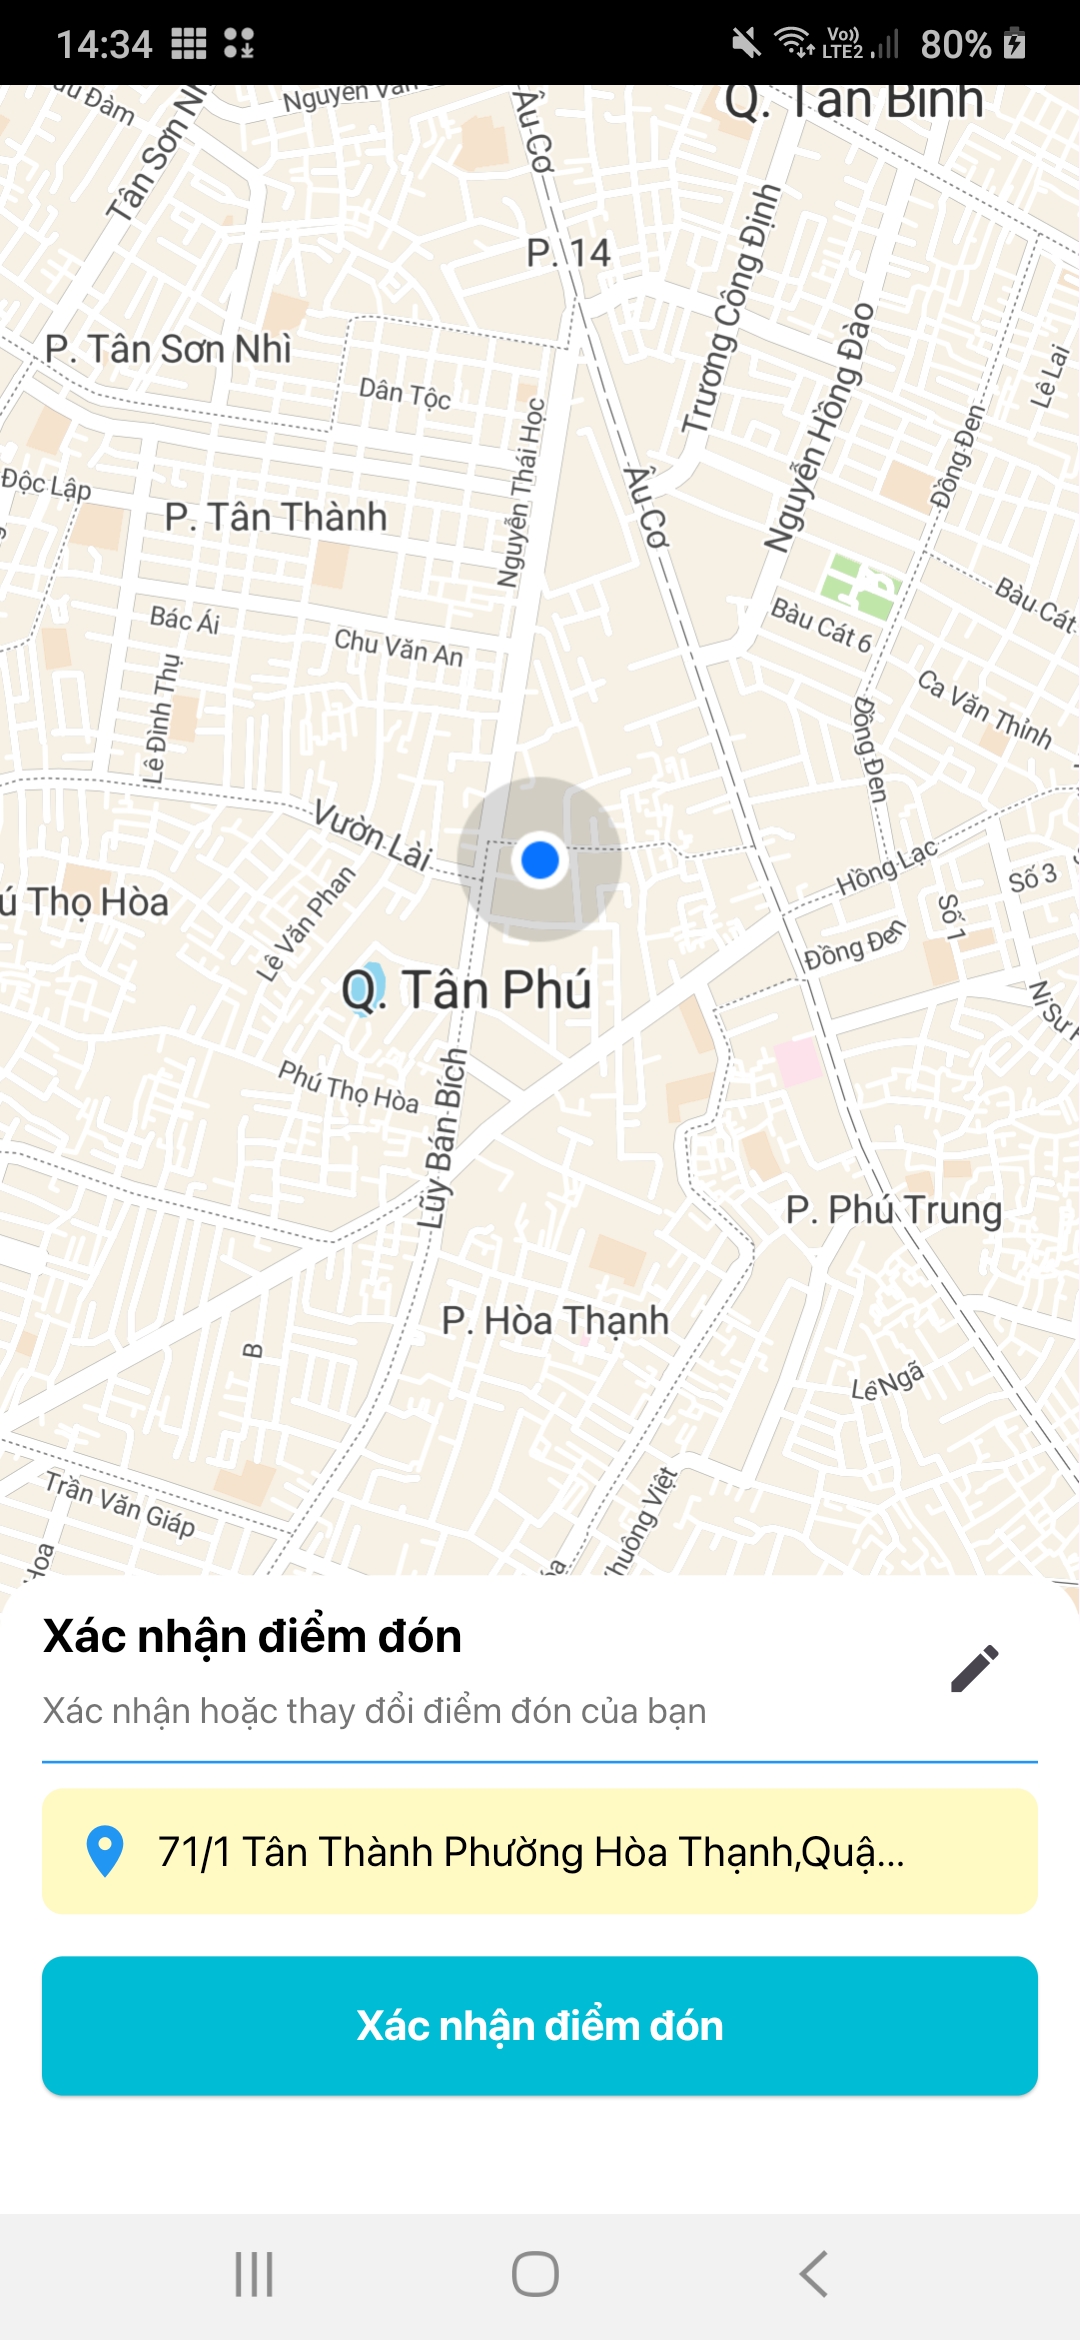 14:34
Vo))
LTE2
80%
Nguyễn Văn
Âu Cơ
Q. Tân Bình
Tân Sơn Nhì
P. 14
Trương Công Định
Nguyễn Hồng Đào
P. Tân Sơn Nhì
Lê Lai
Dân Tộc
Nguyễn Thái Học
Đồng Đen
Độc Lập
Âu Cơ
P. Tân Thành
Bàu Cát
Bàu Cát 6
Bác Ái
Chu Văn An
Lê Đình Thụ
Ca Văn Thỉnh
Đồng Đen
Vườn Lài
Hồng Lạc
Số 3
ú Thọ Hòa
Lê Văn Phan
Số 1
Đồng Đen
Q. Tân Phú
Ni Sư
Phú Thọ Hòa
Lũy Bán Bích
P. Phú Trung
P. Hòa Thạnh
B
Lê Ngã
Trần Văn Giáp
huông Việt
Hoa
Xác nhận điểm đón
Xác nhận hoặc thay đổi điểm đón của bạn
71/1 Tân Thành Phường Hòa Thạnh,Quậ...
Xác nhận điểm đón